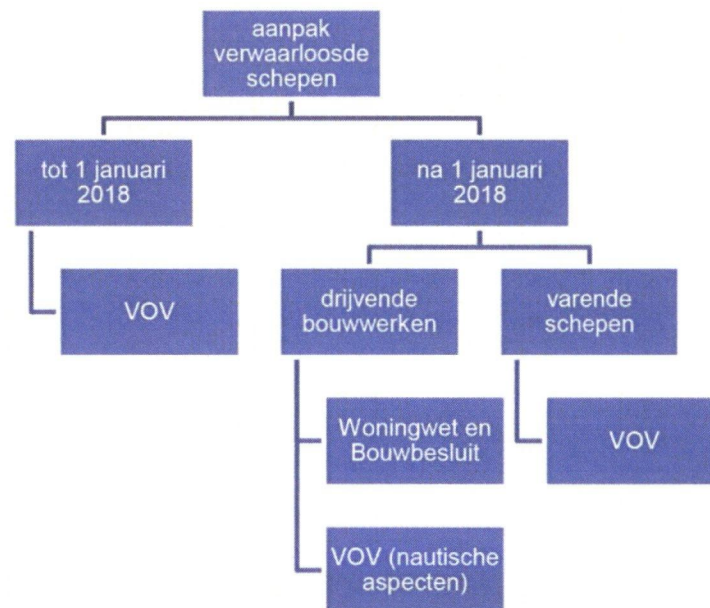 aanpak
verwaarloosde
schepen
tot 1 januari
2018
na 1 januari
2018
VOV
drijvende
bouwwerken
varende
schepen
Woningwet en
Bouwbesluit
VOV
VOV (nautische
aspecten)